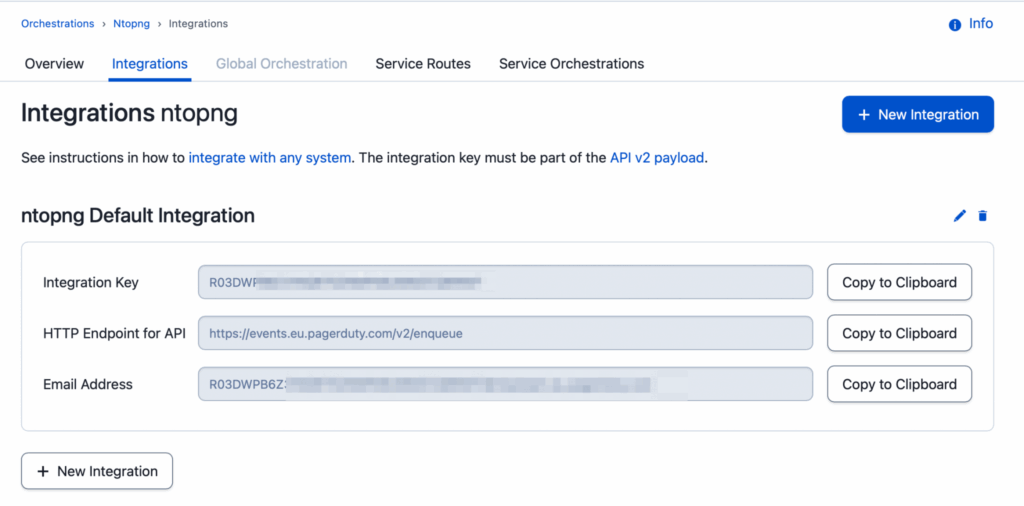 Orchestrations › Ntopng › Integrations
Info
Overview Integrations Global Orchestration Service Routes Service Orchestrations
Integrations ntopng
+ New Integration
See instructions in how to integrate with any system. The integration key must be part of the API v2 payload.
ntopng Default Integration
Integration Key R03DWP Copy to Clipboard
HTTP Endpoint for API https://events.eu.pagerduty.com/v2/enqueue Copy to Clipboard
Email Address R03DWPB6Z Copy to Clipboard
+ New Integration